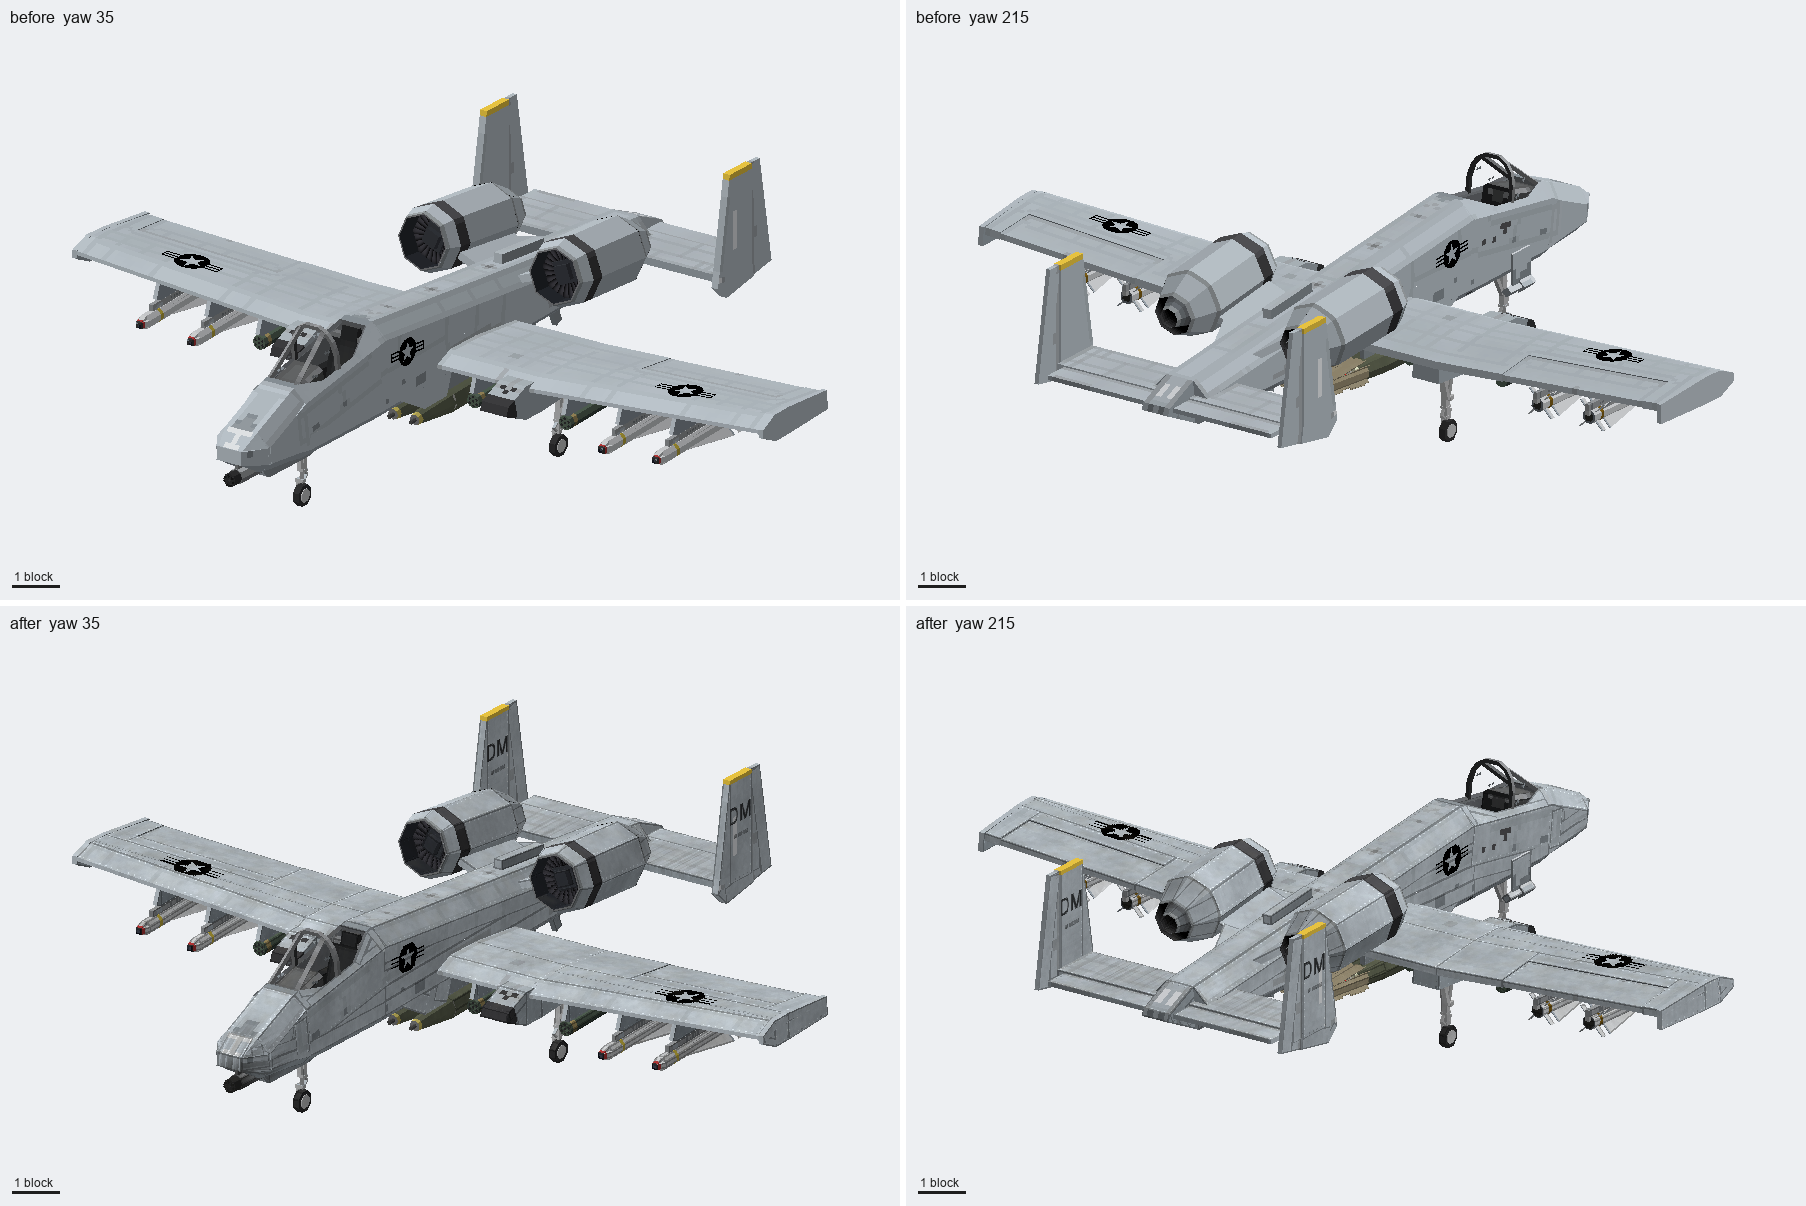 before yaw 35
before yaw 215
1 block
1 block
after yaw 35
after yaw 215
DM
DM
DM
DM
1 block
1 block